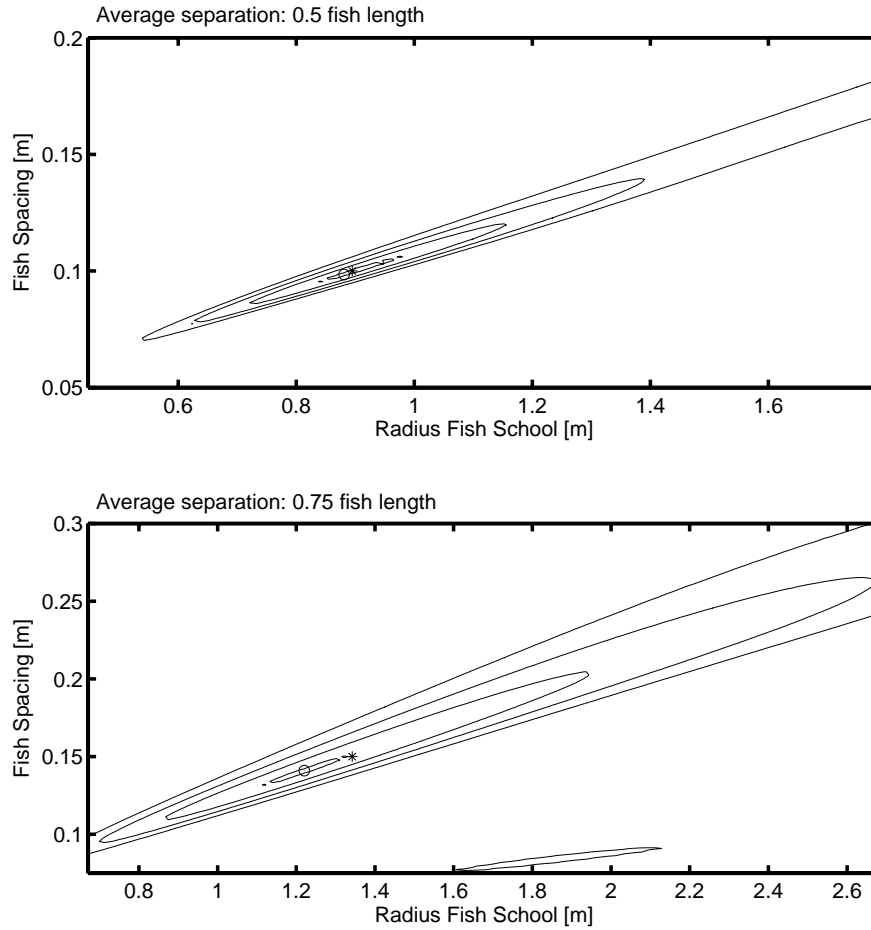 Average separation: 0.5 fish length
0.2
0.15
0.1
0.05
Fish Spacing [m]
0.6 0.8 1 1.2 1.4 1.6
Radius Fish School [m]
Average separation: 0.75 fish length
0.3
0.25
0.2
0.15
0.1
Fish Spacing [m]
0.8 1 1.2 1.4 1.6 1.8 2 2.2 2.4 2.6
Radius Fish School [m]